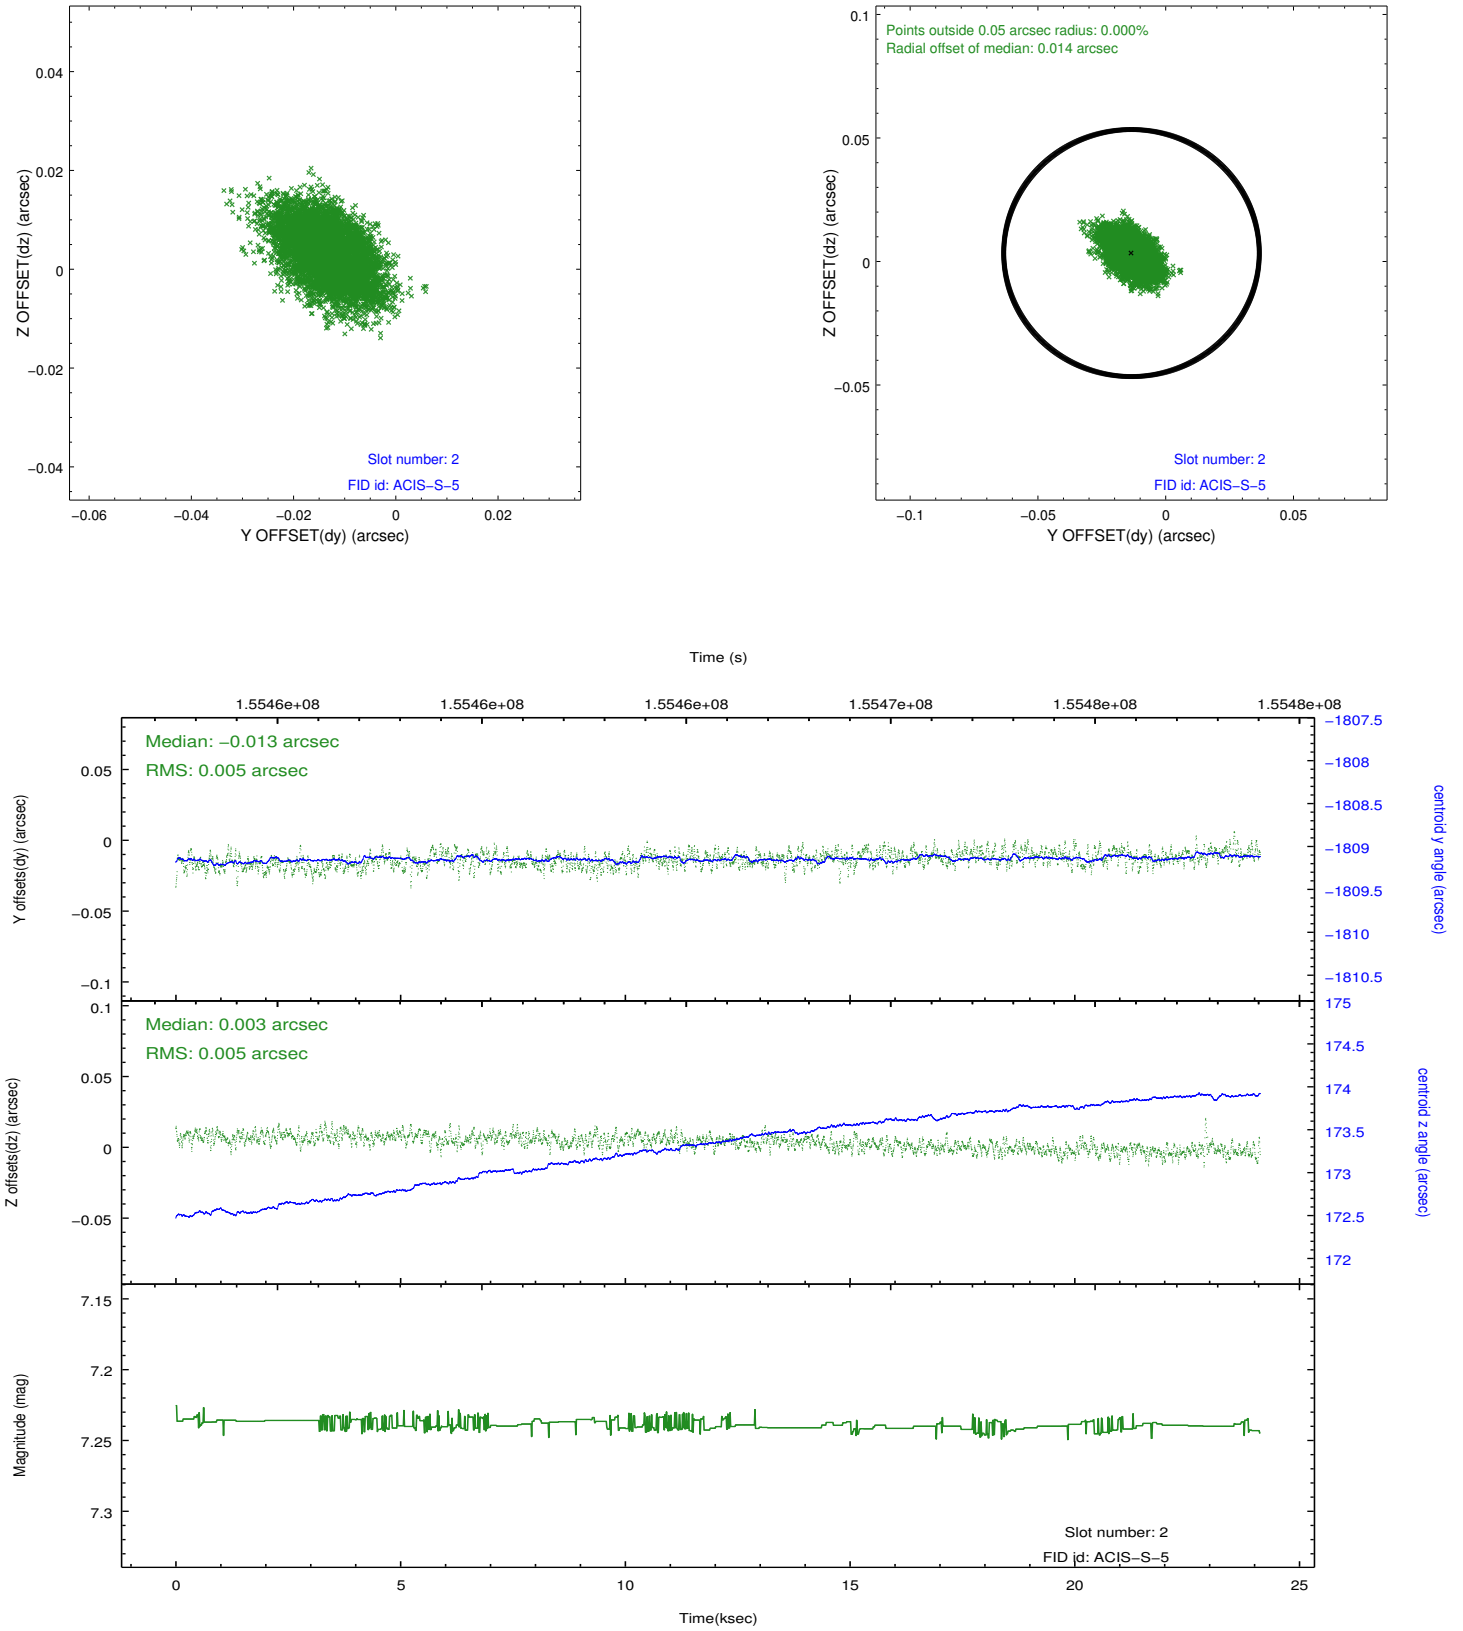 0.04
0.02
0
−0.02
−0.04
Z OFFSET(dz) (arcsec)
Slot number: 2
FID id: ACIS−S−5
−0.06 −0.04 −0.02 0 0.02
Y OFFSET(dy) (arcsec)
0.1
0.05
0
−0.05
Z OFFSET(dz) (arcsec)
Points outside 0.05 arcsec radius: 0.000%
Radial offset of median: 0.014 arcsec
Slot number: 2
FID id: ACIS−S−5
−0.1 −0.05 0 0.05
Y OFFSET(dy) (arcsec)
Time (s)
1.5546e+08 1.5546e+08 1.5546e+08 1.5547e+08 1.5548e+08 1.5548e+08
Median: −0.013 arcsec
RMS: 0.005 arcsec
0.05
0
−0.05
−0.1
Y offsets(dy) (arcsec)
−1807.5
−1808
−1808.5
−1809
−1809.5
−1810
−1810.5
centroid y angle (arcsec)
Median: 0.003 arcsec
RMS: 0.005 arcsec
0.1
0.05
0
−0.05
Z offsets(dz) (arcsec)
175
174.5
174
173.5
173
172.5
172
centroid z angle (arcsec)
7.15
7.2
7.25
7.3
Magnitude (mag)
Slot number: 2
FID id: ACIS−S−5
0 5 10 15 20 25
Time(ksec)